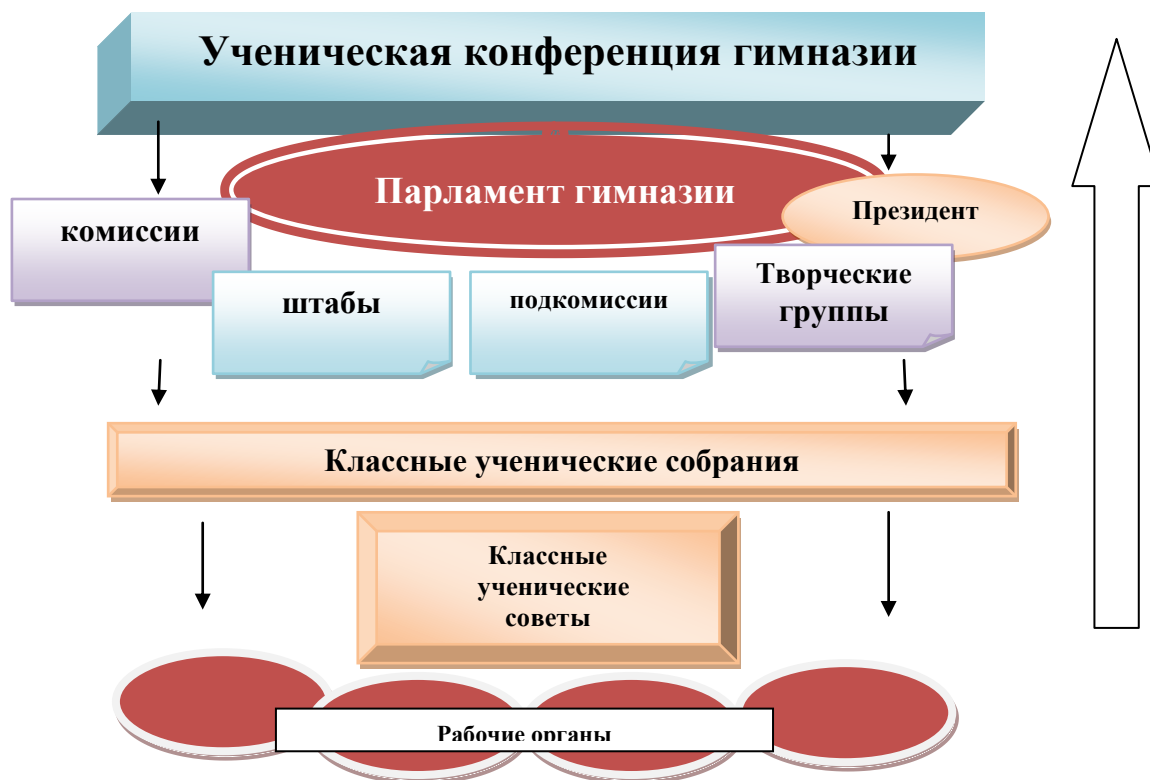 Ученическая конференция гимназии
Парламент гимназии
Президент
комиссии
штабы
подкомиссии
Творческие
группы
Классные ученические собрания
Классные
ученические
советы
Рабочие органы